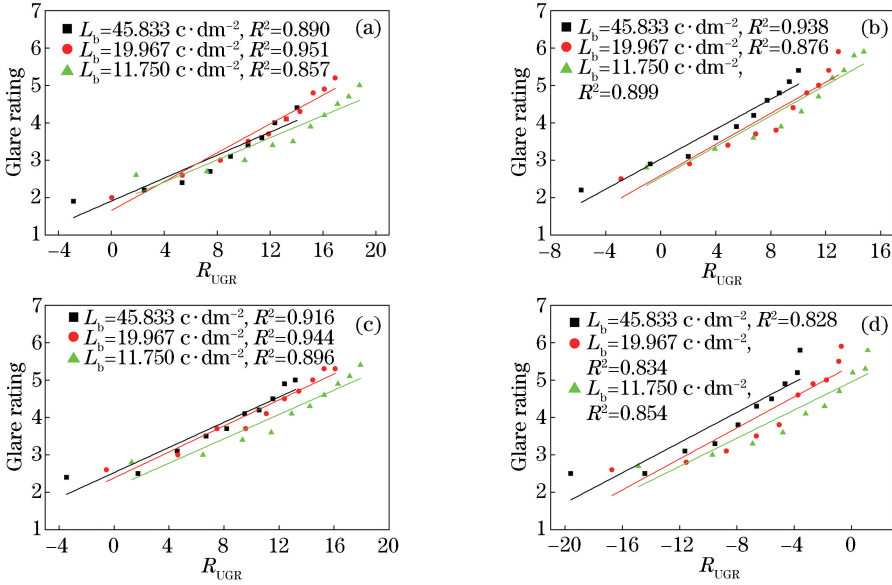 (a)
L_b=45.833 c·dm⁻², R²=0.890
L_b=19.967 c·dm⁻², R²=0.951
L_b=11.750 c·dm⁻², R²=0.857
7
6
5
4
3
2
1
Glare rating
-4 0 4 8 12 16 20
R_UGR
(b)
L_b=45.833 c·dm⁻², R²=0.938
L_b=19.967 c·dm⁻², R²=0.876
L_b=11.750 c·dm⁻²,
R²=0.899
7
6
5
4
3
2
1
Glare rating
-8 -4 0 4 8 12 16
R_UGR
(c)
L_b=45.833 c·dm⁻², R²=0.916
L_b=19.967 c·dm⁻², R²=0.944
L_b=11.750 c·dm⁻², R²=0.896
7
6
5
4
3
2
1
Glare rating
-4 0 4 8 12 16 20
R_UGR
(d)
L_b=45.833 c·dm⁻², R²=0.828
L_b=19.967 c·dm⁻²,
R²=0.834
L_b=11.750 c·dm⁻²,
R²=0.854
7
6
5
4
3
2
1
Glare rating
-20 -16 -12 -8 -4 0
R_UGR